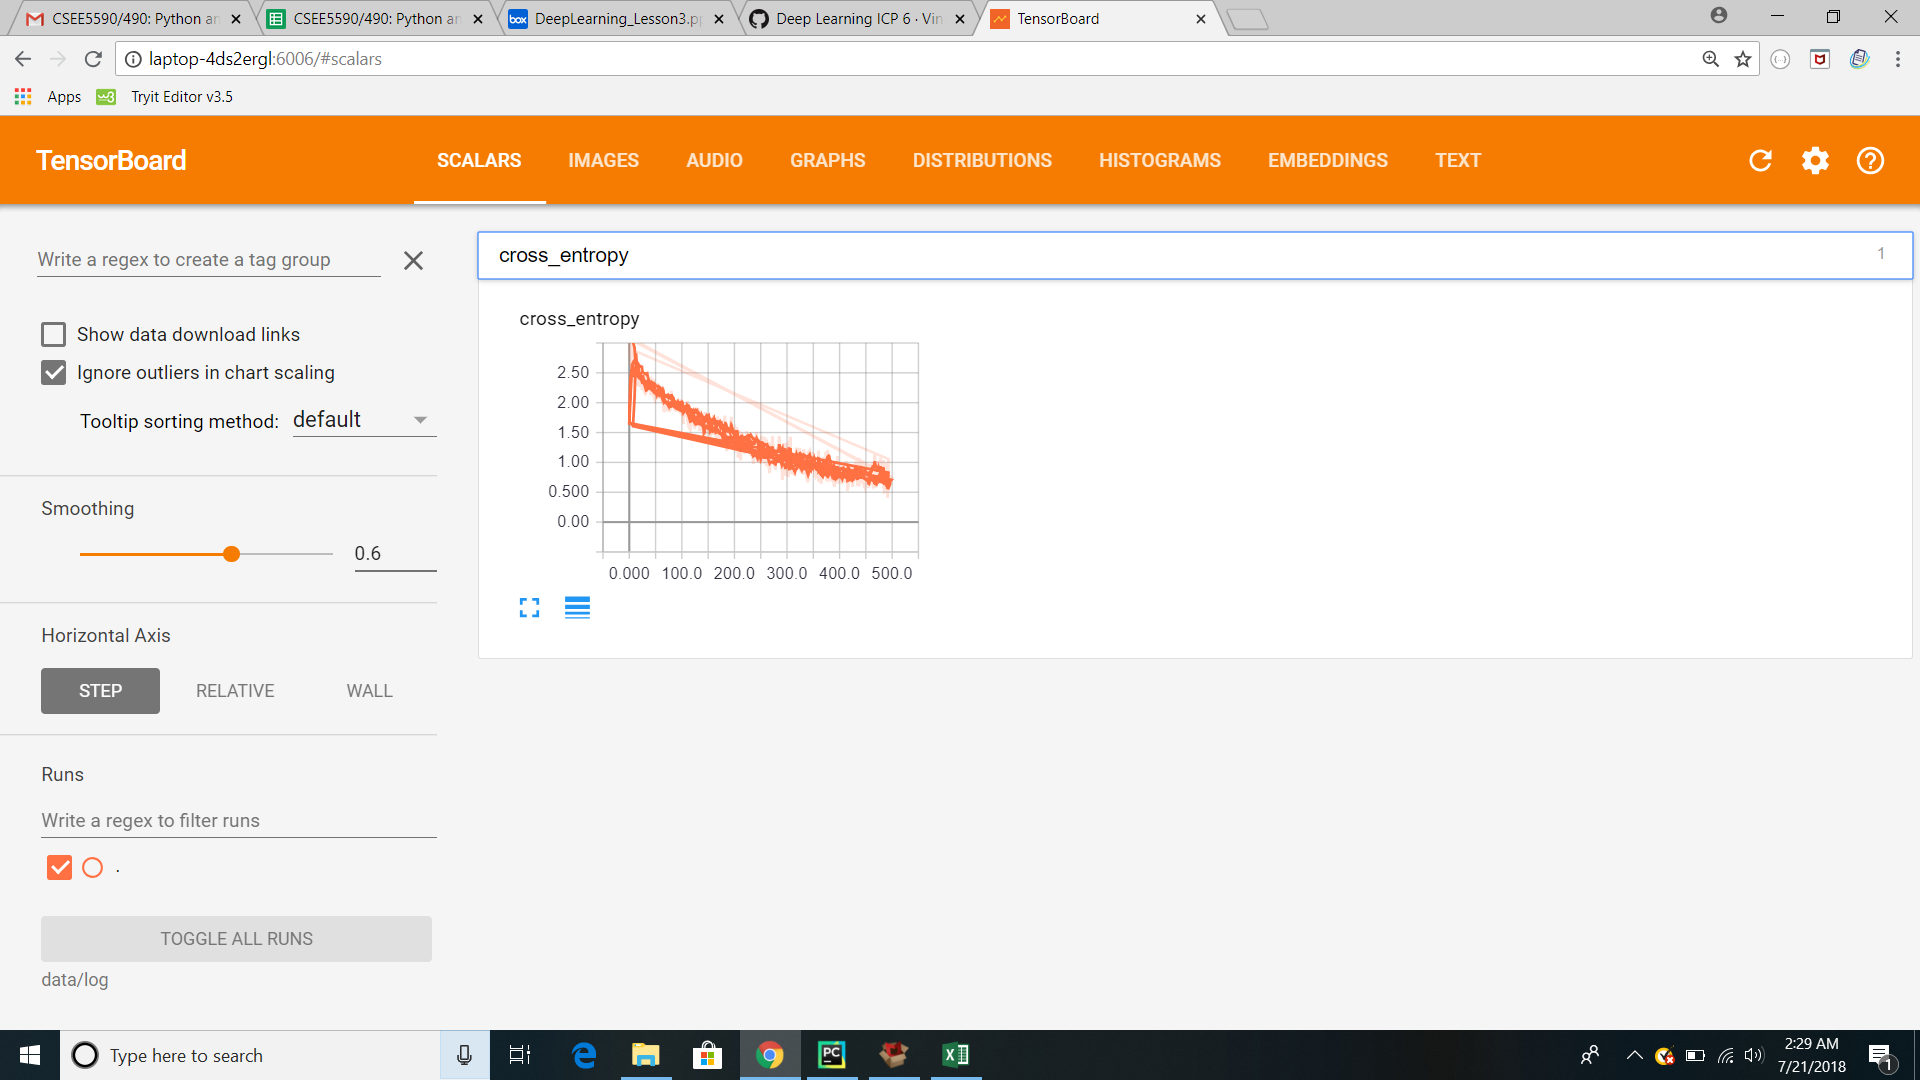 CSEE5590/490: Python ar
CSEE5590/490: Python ar
box DeepLearning_Lesson3.p
Deep Learning ICP 6 · Vin
TensorBoard
laptop-4ds2ergl:6006/#scalars
Apps
w3 Tryit Editor v3.5
TensorBoard
SCALARS
IMAGES
AUDIO
GRAPHS
DISTRIBUTIONS
HISTOGRAMS
EMBEDDINGS
TEXT
Write a regex to create a tag group
Show data download links
Ignore outliers in chart scaling
Tooltip sorting method: default
Smoothing
0.6
Horizontal Axis
STEP RELATIVE WALL
Runs
Write a regex to filter runs
.
TOGGLE ALL RUNS
data/log
cross_entropy 1
cross_entropy
2.50
2.00
1.50
1.00
0.500
0.00
0.000 100.0 200.0 300.0 400.0 500.0
Type here to search
PC
2:29 AM
7/21/2018
1